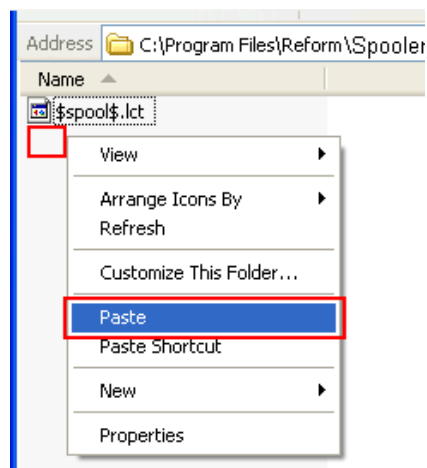 Address C:\Program Files\Reform\Spooler
Name
$spool$.lct
View
Arrange Icons By
Refresh
Customize This Folder...
Paste
Paste Shortcut
New
Properties